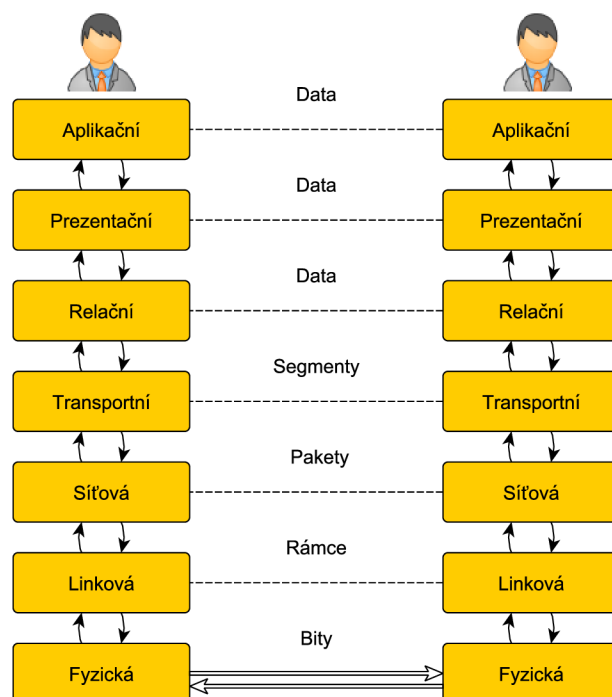 Data
Aplikační
Aplikační
Data
Prezentační
Prezentační
Data
Relační
Relační
Segmenty
Transportní
Transportní
Pakety
Síťová
Síťová
Rámce
Linková
Linková
Bity
Fyzická
Fyzická